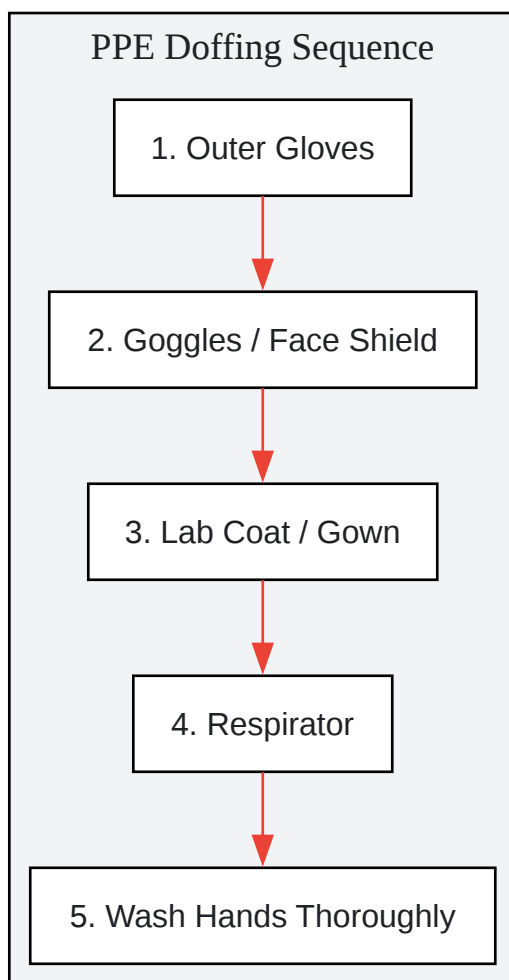 PPE Doffing Sequence
1. Outer Gloves
2. Goggles / Face Shield
3. Lab Coat / Gown
4. Respirator
5. Wash Hands Thoroughly